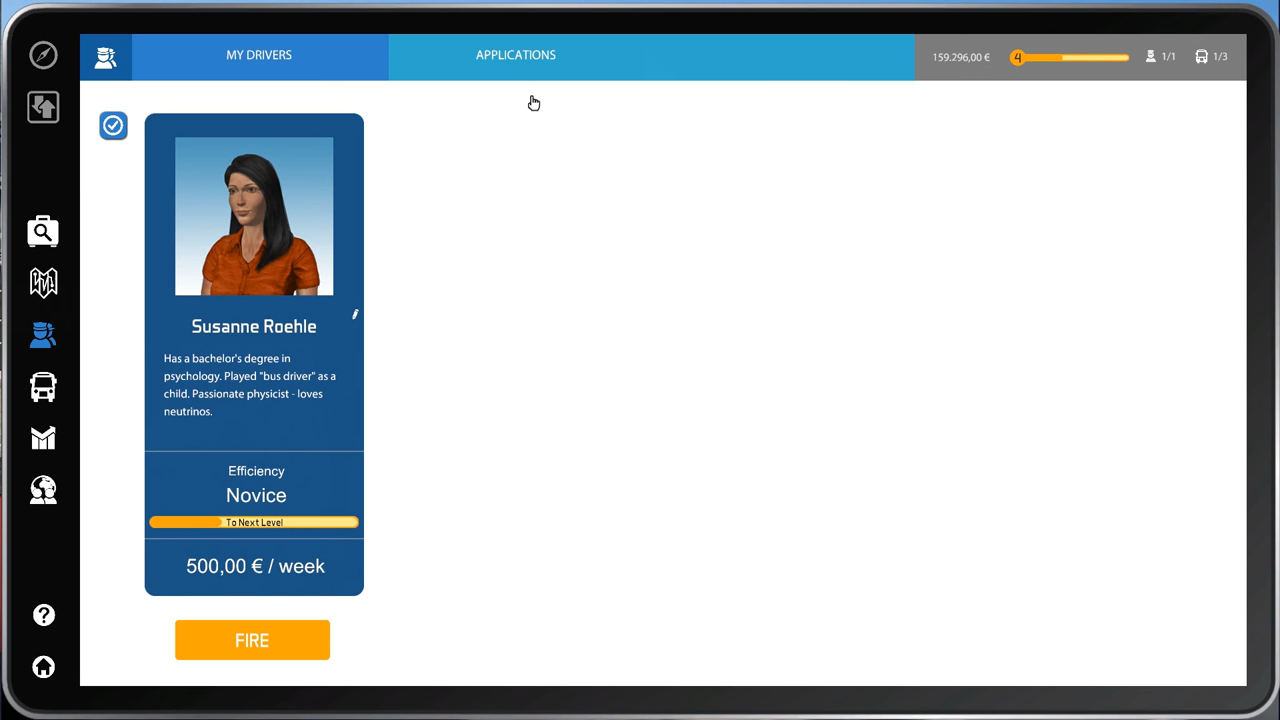 MY DRIVERS
APPLICATIONS
159.296,00 €
4
1/1
1/3
Susanne Roehle
Has a bachelor's degree in
psychology. Played "bus driver" as a
child. Passionate physicist - loves
neutrinos.
Efficiency
Novice
To Next Level
500,00 € / week
FIRE
?